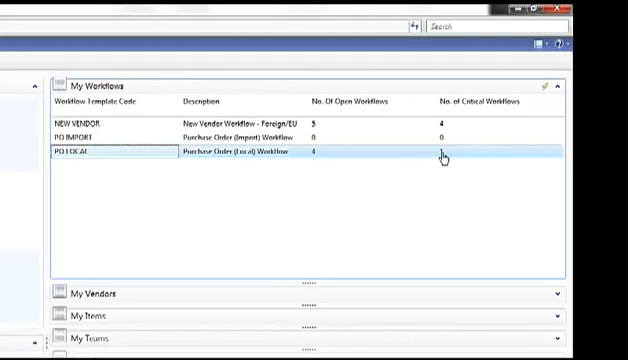 Search
My Workflows
Workflow Template Code Description No. Of Open Workflows No. of Critical Workflows
NEW VENDOR New Vendor Workflow - Foreign/EU 5 4
PO IMPORT Purchase Order (Import) Workflow 0 0
PO LOCAL Purchase Order (Local) Workflow 4
My Vendors
My Items
My Teams